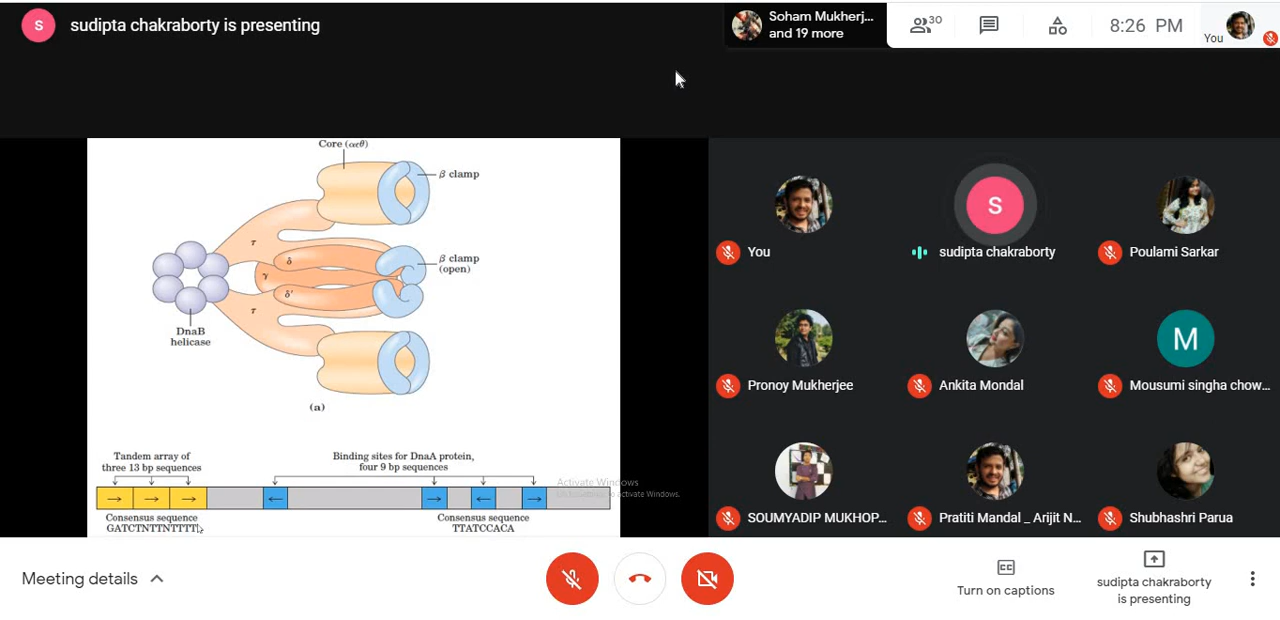 S
sudipta chakraborty is presenting
Soham Mukherj...
and 19 more
30
8:26 PM
You
Core (αεθ)
β clamp
τ
δ
β clamp
(open)
γ
δ′
τ
DnaB
helicase
(a)
Tandem array of
three 13 bp sequences
Binding sites for DnaA protein,
four 9 bp sequences
Activate Windows
Consensus sequence
GATCTNTTNTTTT
Consensus sequence
TTATCCACA
You
S
sudipta chakraborty
Poulami Sarkar
Pronoy Mukherjee
Ankita Mondal
M
Mousumi singha chow...
SOUMYADIP MUKHOP...
Pratiti Mandal _ Arijit N...
Shubhashri Parua
Meeting details
CC
Turn on captions
sudipta chakraborty
is presenting